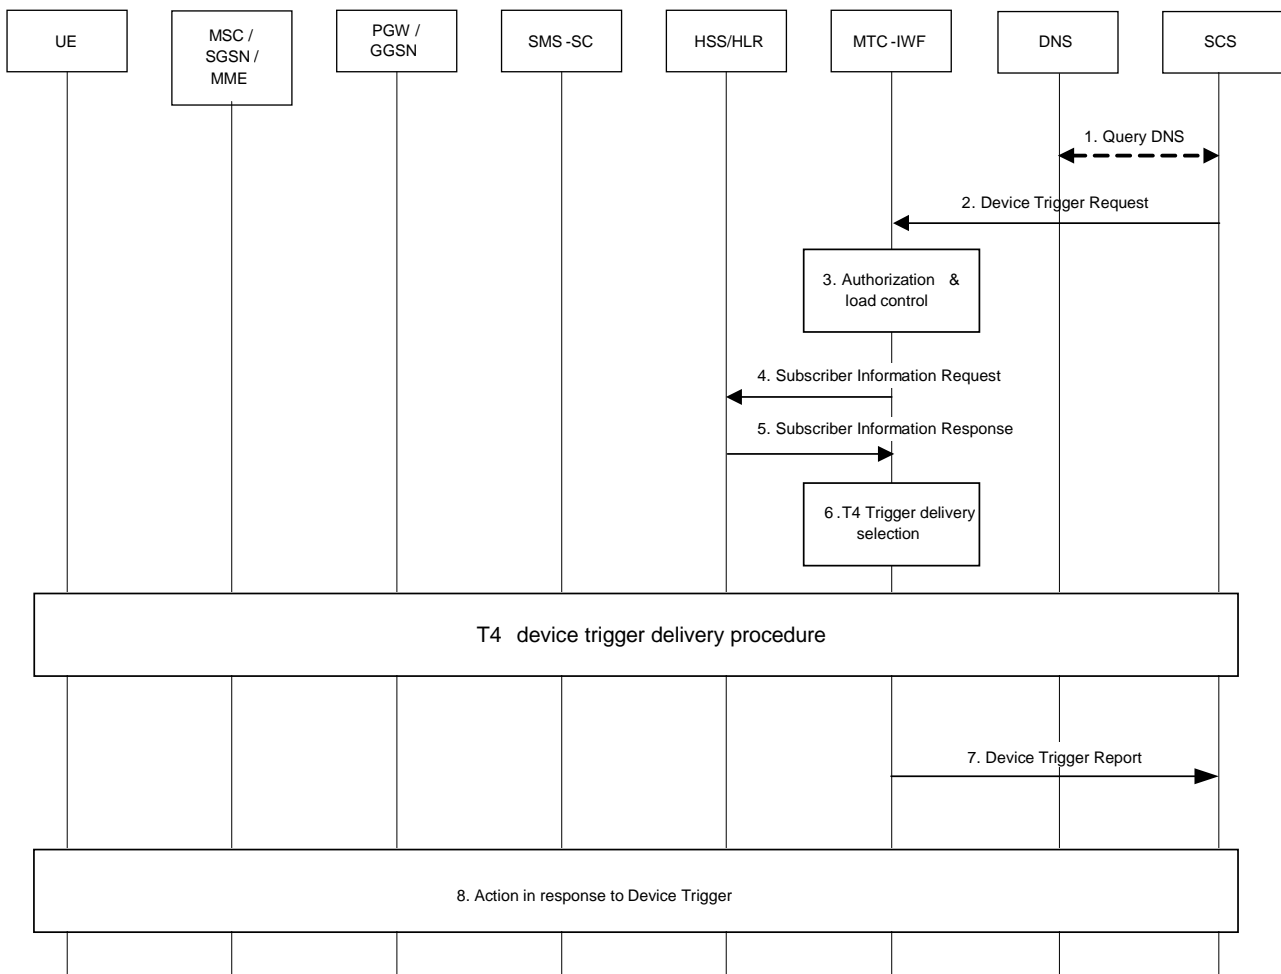 UE
MSC /
SGSN /
MME
PGW /
GGSN
SMS-SC
HSS/HLR
MTC-IWF
DNS
SCS
1. Query DNS
2. Device Trigger Request
3. Authorization &
load control
4. Subscriber Information Request
5. Subscriber Information Response
6.T4 Trigger delivery
selection
T4 device trigger delivery procedure
7. Device Trigger Report
8. Action in response to Device Trigger